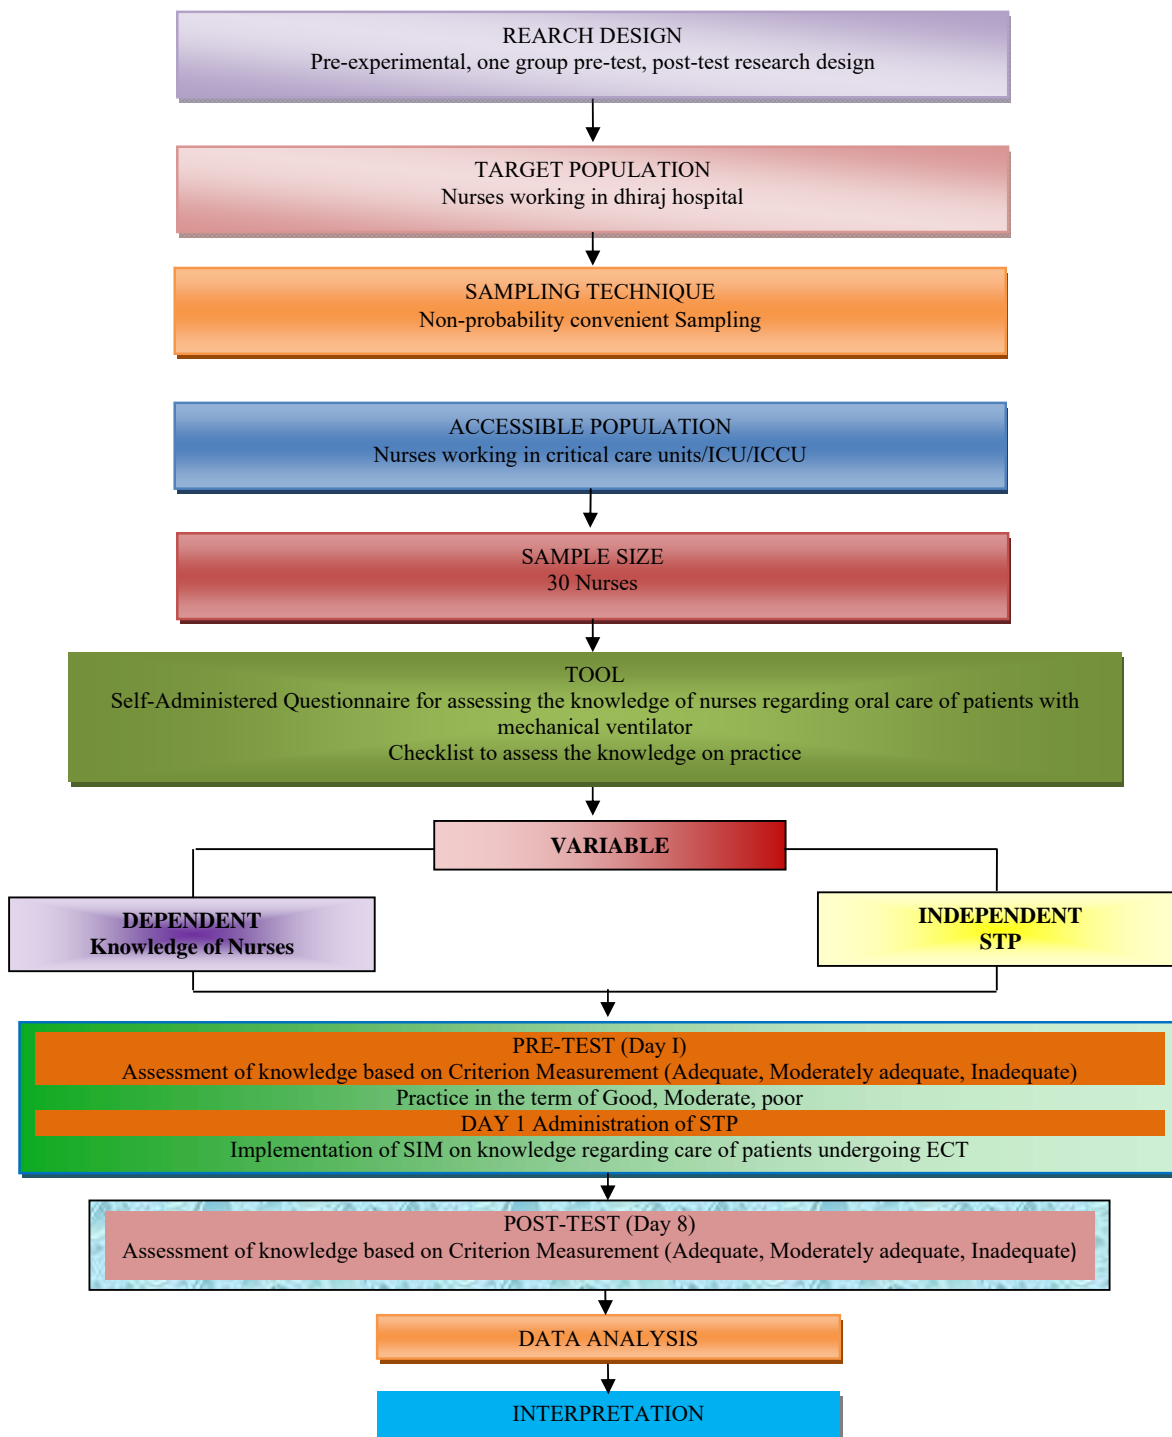 REARCH DESIGN
Pre-experimental, one group pre-test, post-test research design
TARGET POPULATION
Nurses working in dhiraj hospital
SAMPLING TECHNIQUE
Non-probability convenient Sampling
ACCESSIBLE POPULATION
Nurses working in critical care units/ICU/ICCU
SAMPLE SIZE
30 Nurses
TOOL
Self-Administered Questionnaire for assessing the knowledge of nurses regarding oral care of patients with
mechanical ventilator
Checklist to assess the knowledge on practice
VARIABLE
DEPENDENT
Knowledge of Nurses
INDEPENDENT
STP
PRE-TEST (Day I)
Assessment of knowledge based on Criterion Measurement (Adequate, Moderately adequate, Inadequate)
Practice in the term of Good, Moderate, poor
DAY 1 Administration of STP
Implementation of SIM on knowledge regarding care of patients undergoing ECT
POST-TEST (Day 8)
Assessment of knowledge based on Criterion Measurement (Adequate, Moderately adequate, Inadequate)
DATA ANALYSIS
INTERPRETATION